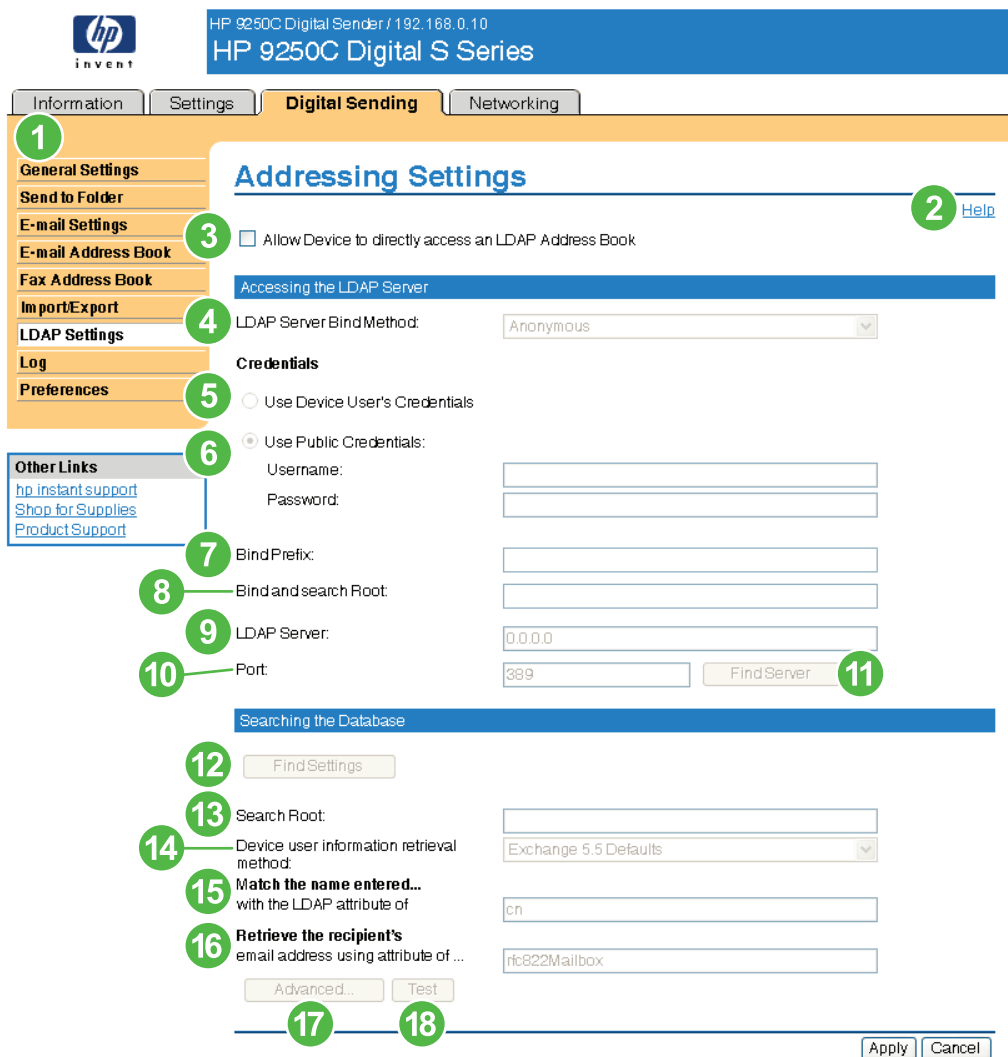 hp
invent
HP 9250C Digital Sender / 192.168.0.10
HP 9250C Digital S Series
Information
Settings
Digital Sending
Networking
1
General Settings
Send to Folder
E-mail Settings
E-mail Address Book
Fax Address Book
Import/Export
LDAP Settings
Log
Preferences
Other Links
hp instant support
Shop for Supplies
Product Support
Addressing Settings
2 Help
3 Allow Device to directly access an LDAP Address Book
Accessing the LDAP Server
4 LDAP Server Bind Method: Anonymous
Credentials
5 Use Device User's Credentials
6 Use Public Credentials:
Username:
Password:
7 Bind Prefix:
8 Bind and search Root:
9 LDAP Server: 0.0.0.0
10 Port: 389 Find Server 11
Searching the Database
12 Find Settings
13 Search Root:
14 Device user information retrieval Exchange 5.5 Defaults
method:
15 Match the name entered...
with the LDAP attribute of cn
16 Retrieve the recipient's
email address using attribute of ... rfc822Mailbox
Advanced... Test
17 18
Apply Cancel